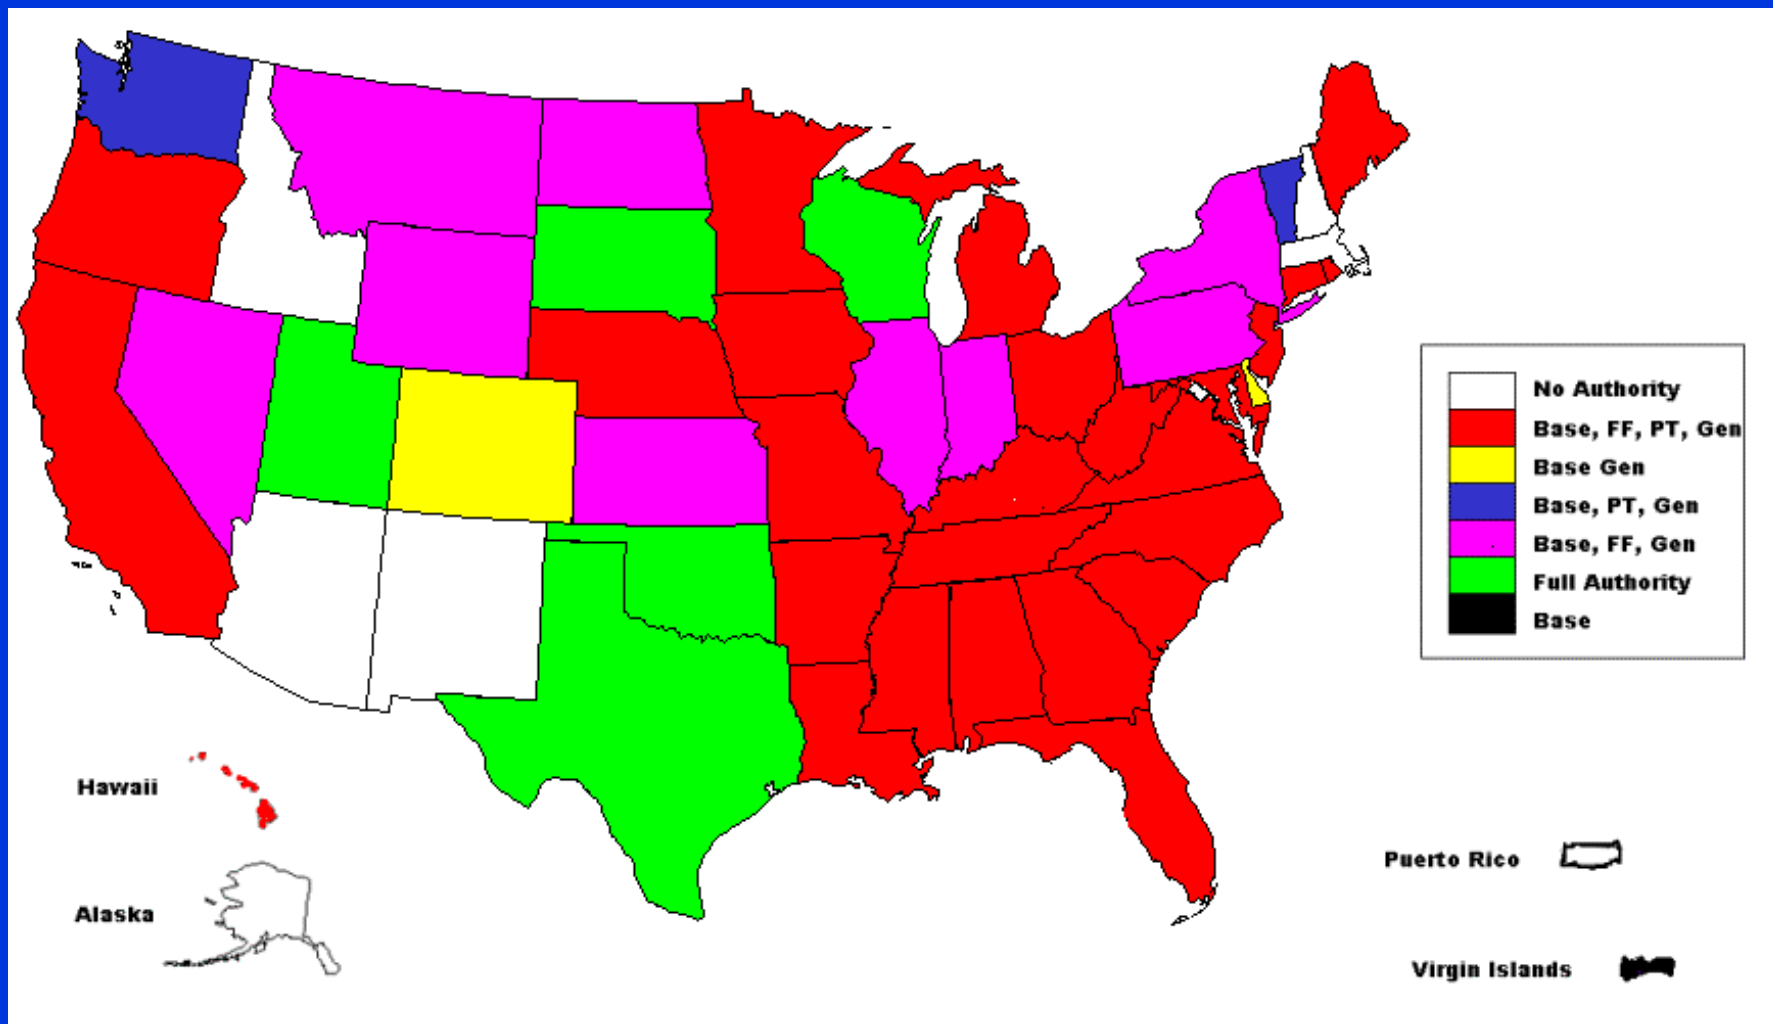 No Authority
Base, FF, PT, Gen
Base Gen
Base, PT, Gen
Base, FF, Gen
Full Authority
Base
Hawaii
Alaska
Puerto Rico
Virgin Islands